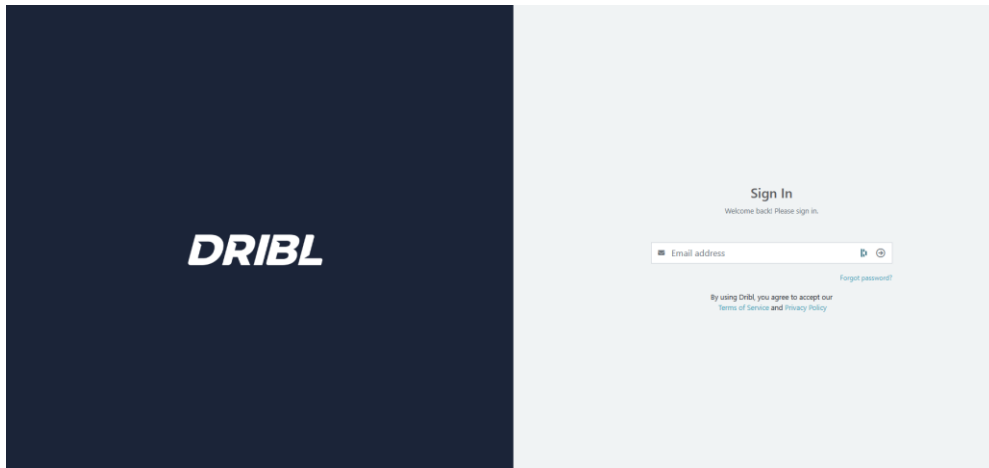 DRIBL
Sign In
Welcome back! Please sign in.
Email address
Forgot password?
By using Dribl, you agree to accept our
Terms of Service and Privacy Policy